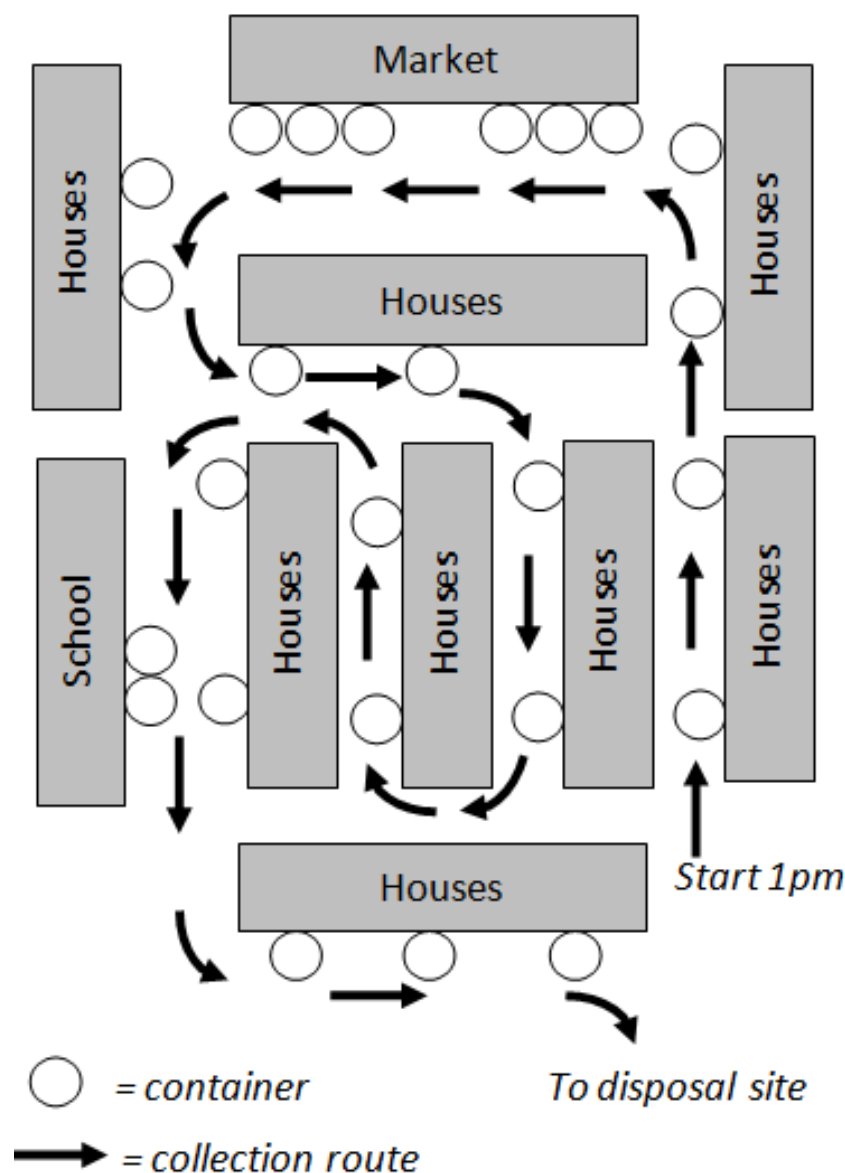 Market
Houses
Houses
Houses
School
Houses
Houses
Houses
Houses
Start 1pm
Houses
= container
To disposal site
= collection route